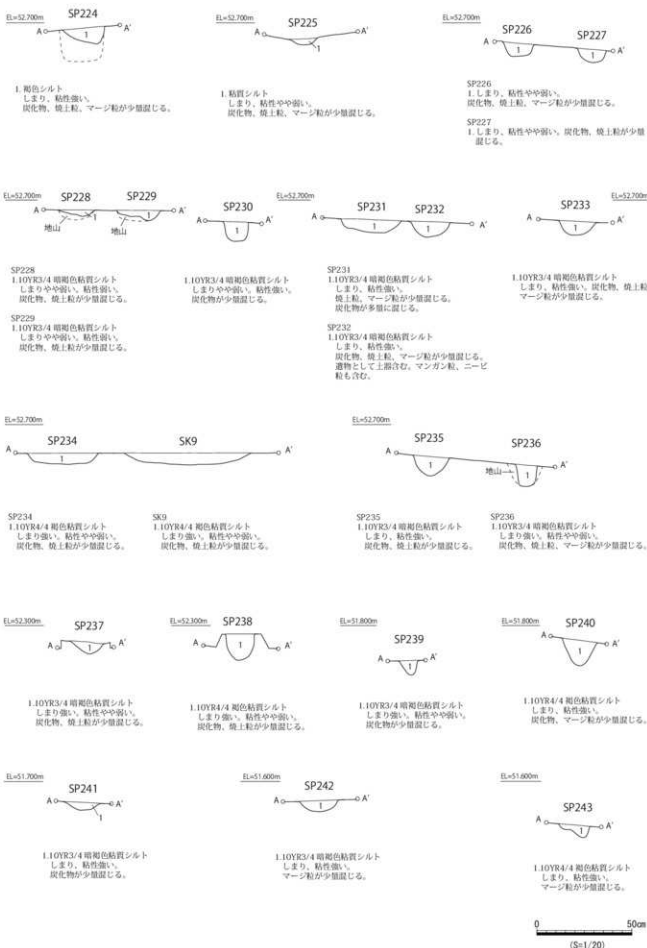 EL=52.700m
SP224
A A'
1
1. 褐色シルト
しまり、粘性強い。
炭化物、焼土粒、マージ粒が少量混じる。
SP225
A A'
1
1. 粘質シルト
しまり、粘性やや弱い。
炭化物、焼土粒、マージ粒が少量混じる。
EL=52.700m
SP226 SP227
A A'
1 1
SP226
1. しまり、粘性やや弱い。
炭化物、焼土粒、マージ粒が少量混じる。
SP227
1. しまり、粘性やや弱い。炭化物、焼土粒が少量
混じる。
EL=52.700m
SP228 SP229
A A'
1 1
地山 地山
SP228
1.10YR3/4 暗褐色粘質シルト
しまりやや弱い。粘性弱い。
炭化物、焼土粒が少量混じる。
SP229
1.10YR3/4 暗褐色粘質シルト
しまりやや弱い。粘性弱い。
炭化物、焼土粒が少量混じる。
SP230
A A'
1
1.10YR3/4 暗褐色粘質シルト
しまりやや弱い。粘性強い。
炭化物が少量混じる。
EL=52.700m
SP231 SP232
A A'
1 1
SP231
1.10YR3/4 暗褐色粘質シルト
しまり、粘性強い。
焼土粒、マージ粒が少量混じる。
炭化物が多量に混じる。
SP232
1.10YR3/4 暗褐色粘質シルト
しまり、粘性強い。
炭化物、焼土粒、マージ粒が少量混じる。
遺物として土器含む。マンガン粒、ニービ
粒も含む。
EL=52.700m
SP233
A A'
1
1.10YR3/4 暗褐色粘質シルト
しまり、粘性強い。炭化物、焼土粒
マージ粒が少量混じる。
EL=52.700m
SP234 SK9
A A'
1
SP234
1.10YR4/4 褐色粘質シルト
しまり強い。粘性やや弱い。
炭化物、焼土粒が少量混じる。
SK9
1.10YR4/4 褐色粘質シルト
しまり強い。粘性やや弱い。
炭化物、焼土粒が少量混じる。
EL=52.700m
SP235 SP236
A A'
1 1
地山
SP235
1.10YR3/4 暗褐色粘質シルト
しまり、粘性強い。
炭化物、焼土粒が少量混じる。
SP236
1.10YR3/4 暗褐色粘質シルト
しまり強い。粘性やや弱い。
炭化物、焼土粒、マージ粒が少量混じる。
EL=52.300m
SP237
A A'
1
1.10YR3/4 暗褐色粘質シルト
しまり強い。粘性やや弱い。
炭化物、焼土粒が少量混じる。
EL=52.300m
SP238
A A'
1
1.10YR4/4 褐色粘質シルト
しまり強い。粘性やや弱い。
炭化物、焼土粒が少量混じる。
EL=51.800m
SP239
A A'
1
1.10YR3/4 暗褐色粘質シルト
しまり強い。粘性やや弱い。
炭化物が少量混じる。
EL=51.800m
SP240
A A'
1
1.10YR4/4 褐色粘質シルト
しまり、粘性強い。
炭化物、マージ粒が少量混じる。
EL=51.700m
SP241
A A'
1
1.10YR3/4 暗褐色粘質シルト
しまり、粘性強い。
炭化物が少量混じる。
EL=51.600m
SP242
A A'
1
1.10YR3/4 暗褐色粘質シルト
しまり、粘性強い。
マージ粒が少量混じる。
EL=51.600m
SP243
A A'
1.10YR4/4 褐色粘質シルト
しまり、粘性強い。
マージ粒が少量混じる。
0 50cm
(S=1/20)